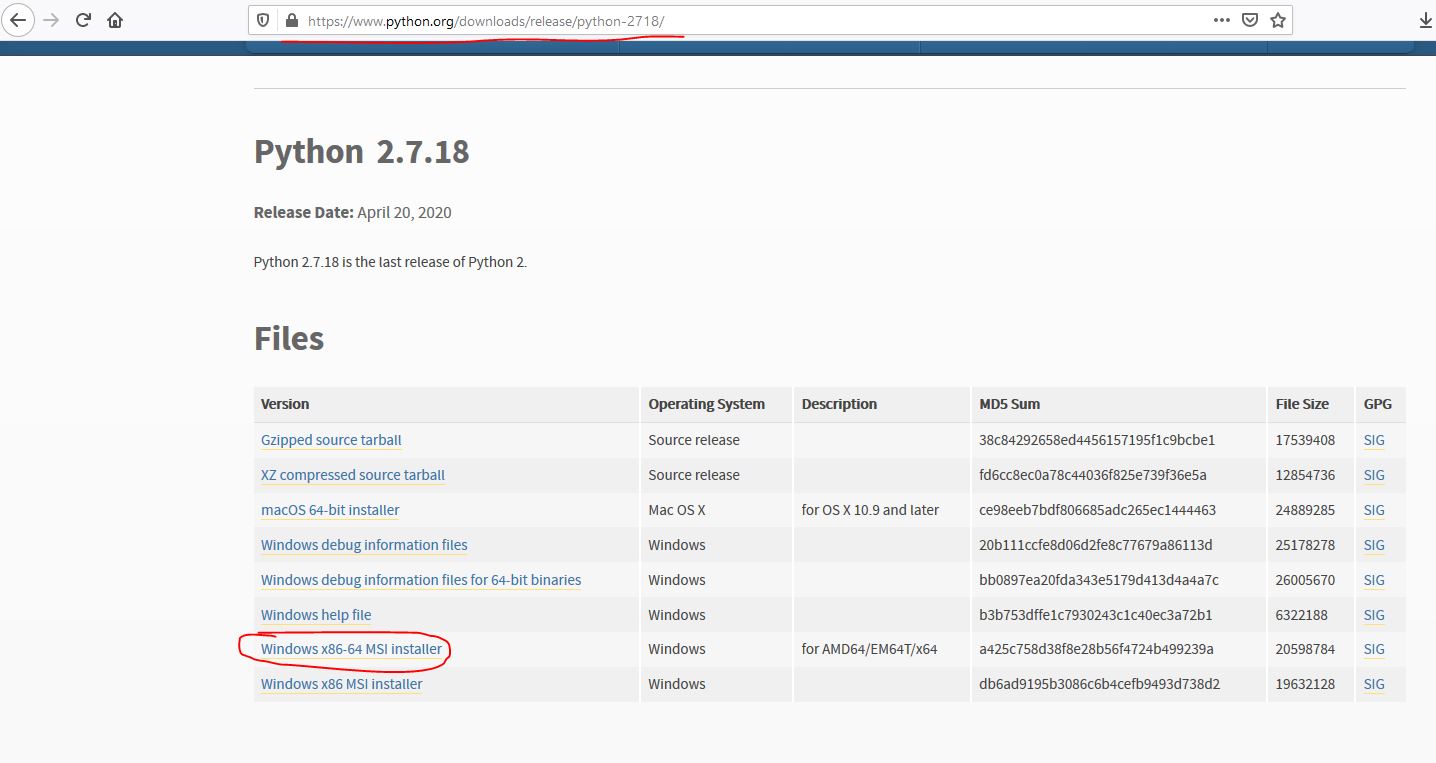 https://www.python.org/downloads/release/python-2718/
Python 2.7.18
Release Date: April 20, 2020
Python 2.7.18 is the last release of Python 2.
Files
Version Operating System Description MD5 Sum File Size GPG
Gzipped source tarball Source release 38c84292658ed4456157195f1c9bcbe1 17539408 SIG
XZ compressed source tarball Source release fd6cc8ec0a78c44036f825e739f36e5a 12854736 SIG
macOS 64-bit installer Mac OS X for OS X 10.9 and later ce98eeb7bdf806685adc265ec1444463 24889285 SIG
Windows debug information files Windows 20b111ccfe8d06d2fe8c77679a86113d 25178278 SIG
Windows debug information files for 64-bit binaries Windows bb0897ea20fda343e5179d413d4a4a7c 26005670 SIG
Windows help file Windows b3b753dffe1c7930243c1c40ec3a72b1 6322188 SIG
Windows x86-64 MSI installer Windows for AMD64/EM64T/x64 a425c758d38f8e28b56f4724b499239a 20598784 SIG
Windows x86 MSI installer Windows db6ad9195b3086c6b4cefb9493d738d2 19632128 SIG